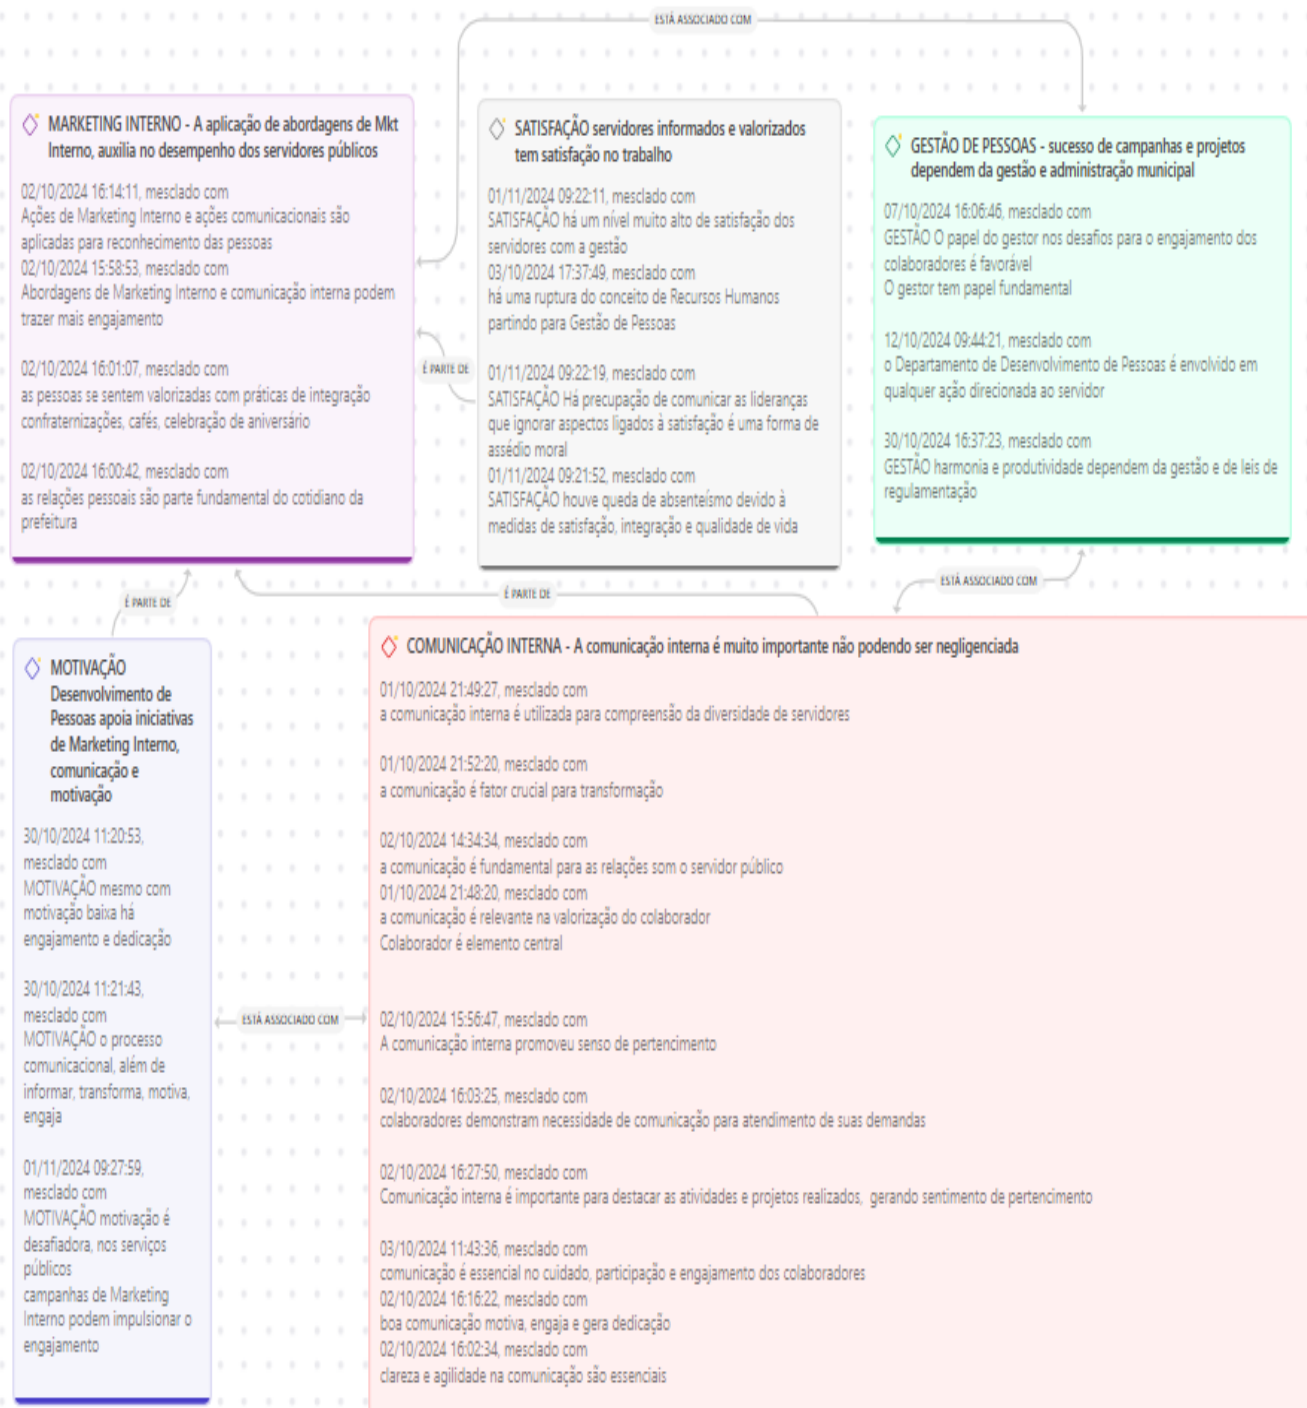 ESTÁ ASSOCIADO COM
MARKETING INTERNO - A aplicação de abordagens de Mkt
Interno, auxilia no desempenho dos servidores públicos
02/10/2024 16:14:11, mesclado com
Ações de Marketing Interno e ações comunicacionais são
aplicadas para reconhecimento das pessoas
02/10/2024 15:58:53, mesclado com
Abordagens de Marketing Interno e comunicação interna podem
trazer mais engajamento
02/10/2024 16:01:07, mesclado com
as pessoas se sentem valorizadas com práticas de integração
confraternizações, cafés, celebração de aniversário
02/10/2024 16:00:42, mesclado com
as relações pessoais são parte fundamental do cotidiano da
prefeitura
É PARTE DE
SATISFAÇÃO servidores informados e valorizados
tem satisfação no trabalho
01/11/2024 09:22:11, mesclado com
SATISFAÇÃO há um nível muito alto de satisfação dos
servidores com a gestão
03/10/2024 17:37:49, mesclado com
há uma ruptura do conceito de Recursos Humanos
partindo para Gestão de Pessoas
01/11/2024 09:22:19, mesclado com
SATISFAÇÃO Há precupação de comunicar as lideranças
que ignorar aspectos ligados à satisfação é uma forma de
assédio moral
01/11/2024 09:21:52, mesclado com
SATISFAÇÃO houve queda de absenteísmo devido à
medidas de satisfação, integração e qualidade de vida
GESTÃO DE PESSOAS - sucesso de campanhas e projetos
dependem da gestão e administração municipal
07/10/2024 16:06:46, mesclado com
GESTÃO O papel do gestor nos desafios para o engajamento dos
colaboradores é favorável
O gestor tem papel fundamental
12/10/2024 09:44:21, mesclado com
o Departamento de Desenvolvimento de Pessoas é envolvido em
qualquer ação direcionada ao servidor
30/10/2024 16:37:23, mesclado com
GESTÃO harmonia e produtividade dependem da gestão e de leis de
regulamentação
É PARTE DE
É PARTE DE
ESTÁ ASSOCIADO COM
MOTIVAÇÃO
Desenvolvimento de
Pessoas apoia iniciativas
de Marketing Interno,
comunicação e
motivação
30/10/2024 11:20:53,
mesclado com
MOTIVAÇÃO mesmo com
motivação baixa há
engajamento e dedicação
30/10/2024 11:21:43,
mesclado com
MOTIVAÇÃO o processo
comunicacional, além de
informar, transforma, motiva,
engaja
01/11/2024 09:27:59,
mesclado com
MOTIVAÇÃO motivação é
desafiadora, nos serviços
públicos
campanhas de Marketing
Interno podem impulsionar o
engajamento
ESTÁ ASSOCIADO COM
COMUNICAÇÃO INTERNA - A comunicação interna é muito importante não podendo ser negligenciada
01/10/2024 21:49:27, mesclado com
a comunicação interna é utilizada para compreensão da diversidade de servidores
01/10/2024 21:52:20, mesclado com
a comunicação é fator crucial para transformação
02/10/2024 14:34:34, mesclado com
a comunicação é fundamental para as relações som o servidor público
01/10/2024 21:48:20, mesclado com
a comunicação é relevante na valorização do colaborador
Colaborador é elemento central
02/10/2024 15:56:47, mesclado com
A comunicação interna promoveu senso de pertencimento
02/10/2024 16:03:25, mesclado com
colaboradores demonstram necessidade de comunicação para atendimento de suas demandas
02/10/2024 16:27:50, mesclado com
Comunicação interna é importante para destacar as atividades e projetos realizados, gerando sentimento de pertencimento
03/10/2024 11:43:36, mesclado com
comunicação é essencial no cuidado, participação e engajamento dos colaboradores
02/10/2024 16:16:22, mesclado com
boa comunicação motiva, engaja e gera dedicação
02/10/2024 16:02:34, mesclado com
clareza e agilidade na comunicação são essenciais